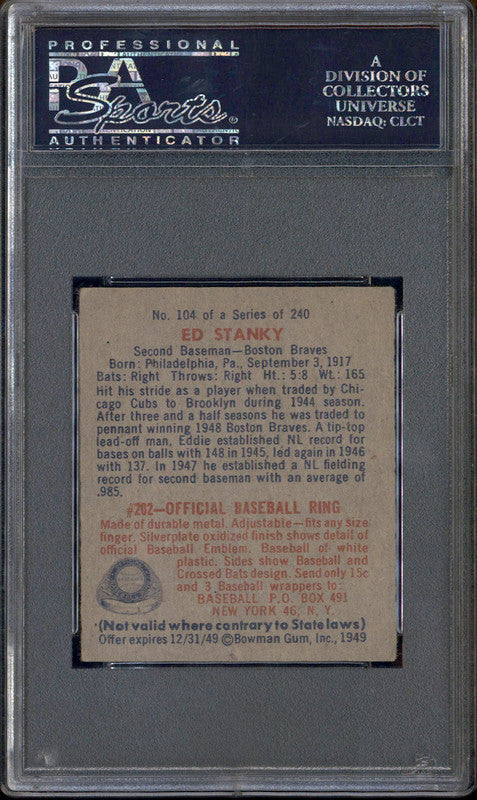 PROFESSIONAL
PSA
Sports®
AUTHENTICATOR
A
DIVISION OF
COLLECTORS
UNIVERSE
NASDAQ: CLCT
No. 104 of a Series of 240
ED STANKY
Second Baseman—Boston Braves
Born: Philadelphia, Pa., September 3, 1917
Bats: Right Throws: Right Ht.: 5:8 Wt.: 165
Hit his stride as a player when traded by Chi-
cago Cubs to Brooklyn during 1944 season.
After three and a half seasons he was traded to
pennant winning 1948 Boston Braves. A tip-top
lead-off man, Eddie established NL record for
bases on balls with 148 in 1945, led again in 1946
with 137. In 1947 he established a NL fielding
record for second baseman with an average of
.985.
#202—OFFICIAL BASEBALL RING
Made of durable metal. Adjustable—fits any size
finger. Silverplate oxidized finish shows detail of
official Baseball Emblem. Baseball of white
plastic. Sides show Baseball and
Crossed Bats design. Send only 15c
and 3 Baseball wrappers to:
BASEBALL P.O. BOX 491
NEW YORK 46, N. Y.
(Not valid where contrary to State laws)
Offer expires 12/31/49 ©Bowman Gum, Inc., 1949